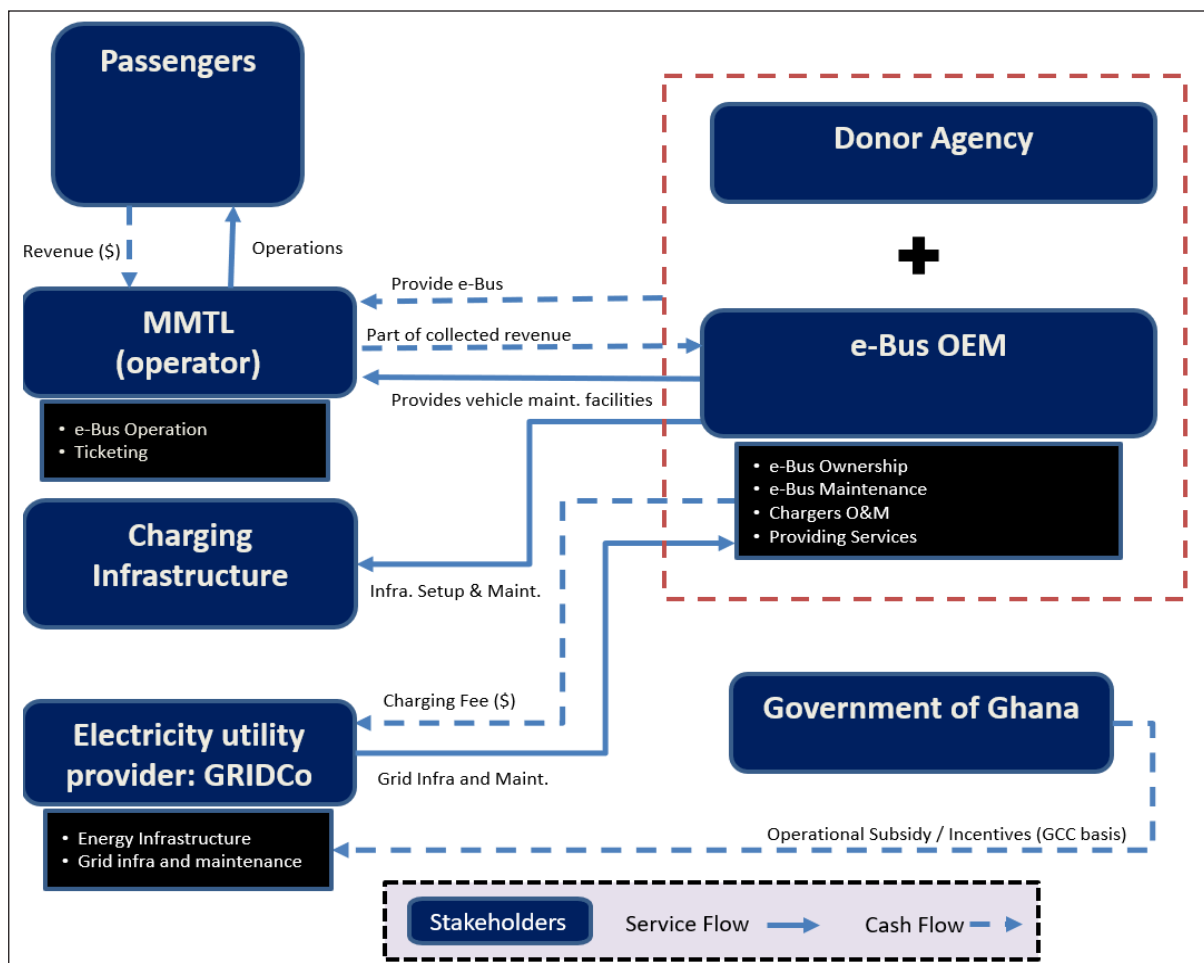 Passengers
Donor Agency
Revenue ($)
Operations
Provide e-Bus
MMTL
(operator)
Part of collected revenue
e-Bus OEM
Provides vehicle maint. facilities
• e-Bus Operation
• Ticketing
• e-Bus Ownership
• e-Bus Maintenance
• Chargers O&M
• Providing Services
Charging
Infrastructure
Infra. Setup & Maint.
Charging Fee ($)
Government of Ghana
Electricity utility
provider: GRIDCo
Grid Infra and Maint.
• Energy Infrastructure
• Grid infra and maintenance
Operational Subsidy / Incentives (GCC basis)
Stakeholders
Service Flow
Cash Flow